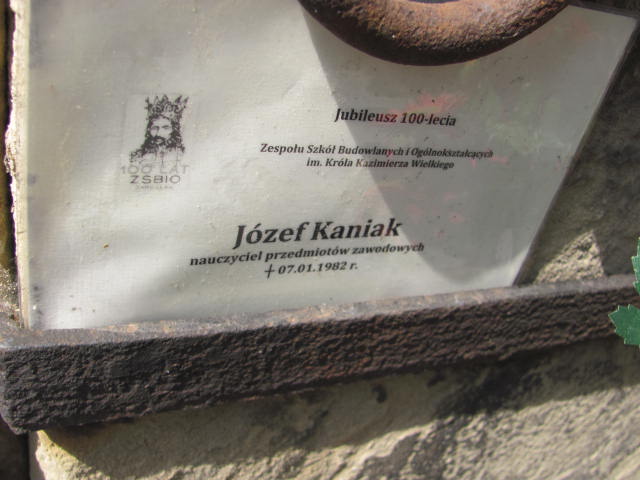 100 LAT
ZSBIO
Jubileusz 100-lecia
Zespołu Szkół Budowlanych i Ogólnokształcących
im. Króla Kazimierza Wielkiego
Józef Kaniak
nauczyciel przedmiotów zawodowych
† 07.01.1982 r.